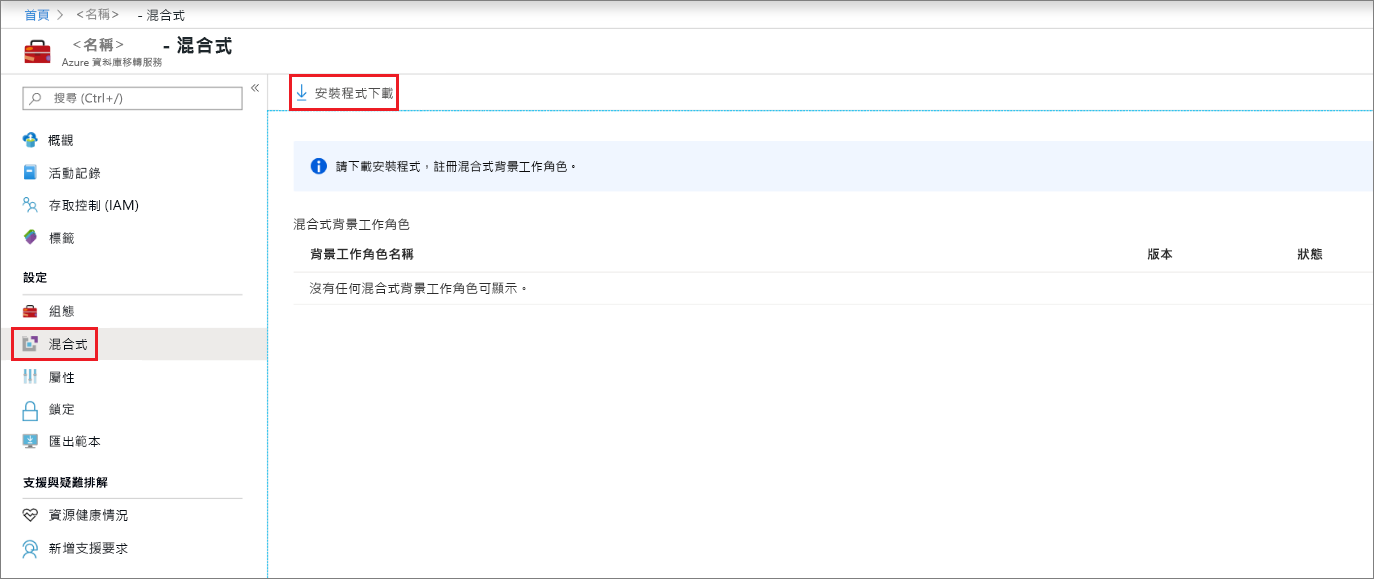 首頁 > <名稱> - 混合式
<名稱> - 混合式
Azure 資料庫移轉服務
搜尋 (Ctrl+/)
«
安裝程式下載
概觀
活動記錄
存取控制 (IAM)
標籤
設定
組態
混合式
屬性
鎖定
匯出範本
支援與疑難排解
資源健康情況
新增支援要求
請下載安裝程式，註冊混合式背景工作角色。
混合式背景工作角色
背景工作角色名稱 版本 狀態
沒有任何混合式背景工作角色可顯示。